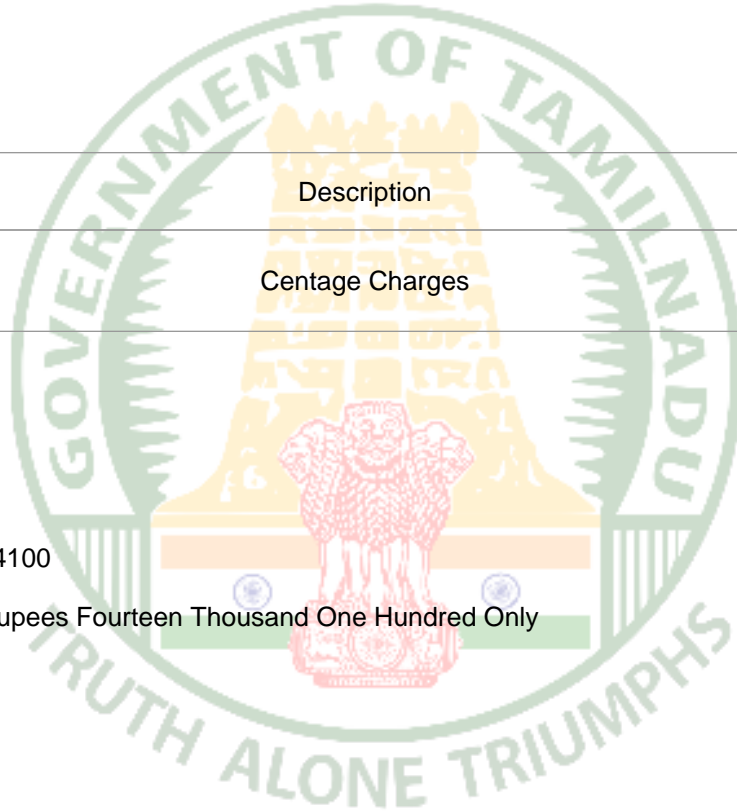 GOVERNMENT OF TAMILNADU
Description
Centage Charges
4100
upees Fourteen Thousand One Hundred Only
TRUTH ALONE TRIUMPHS